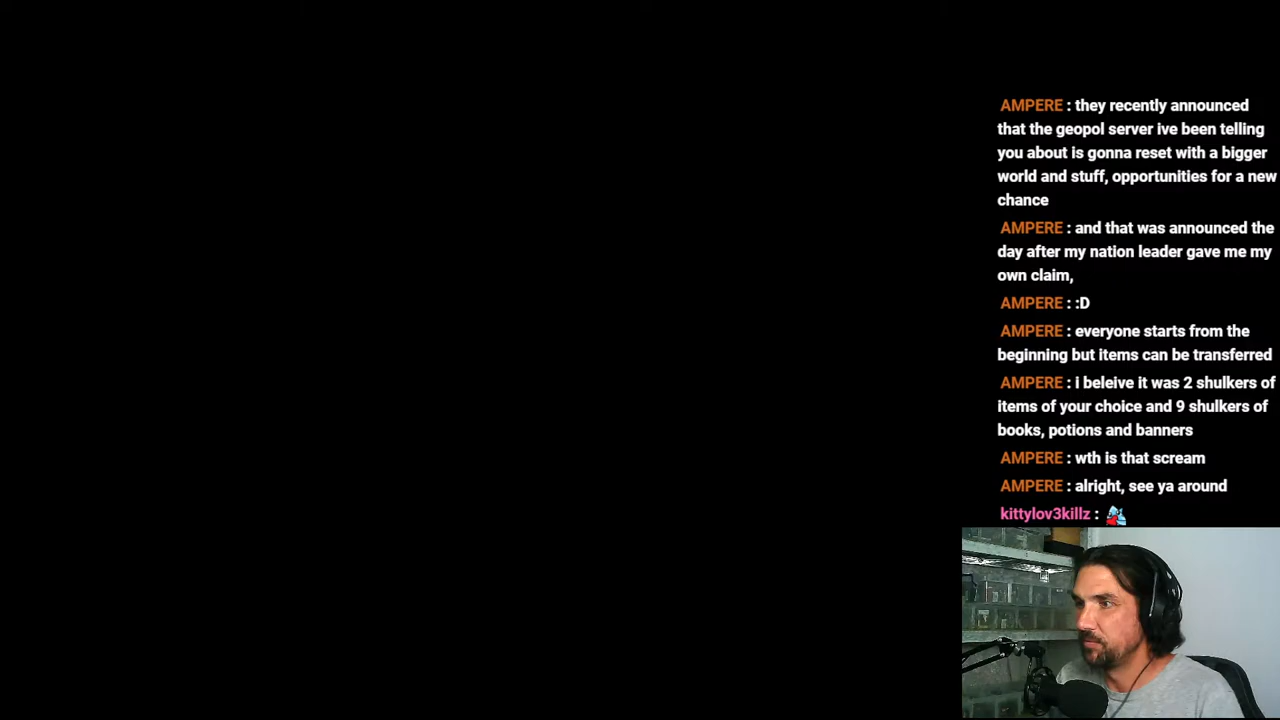 AMPERE : they recently announced
that the geopol server ive been telling
you about is gonna reset with a bigger
world and stuff, opportunities for a new
chance
AMPERE : and that was announced the
day after my nation leader gave me my
own claim,
AMPERE : :D
AMPERE : everyone starts from the
beginning but items can be transferred
AMPERE : i beleive it was 2 shulkers of
items of your choice and 9 shulkers of
books, potions and banners
AMPERE : wth is that scream
AMPERE : alright, see ya around
kittylov3killz :